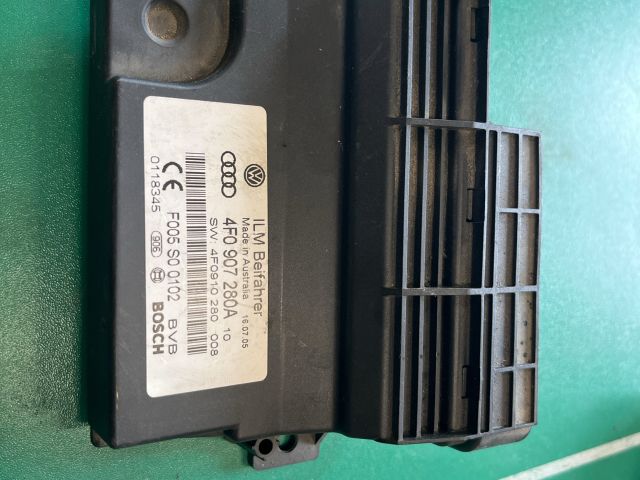 ILM Beifahrer
Made in Australia 16.07.05
4F0 907 280A 10
SW: 4F0910 280 008
F005 S0 0102 BVB
0118345 906 BOSCH